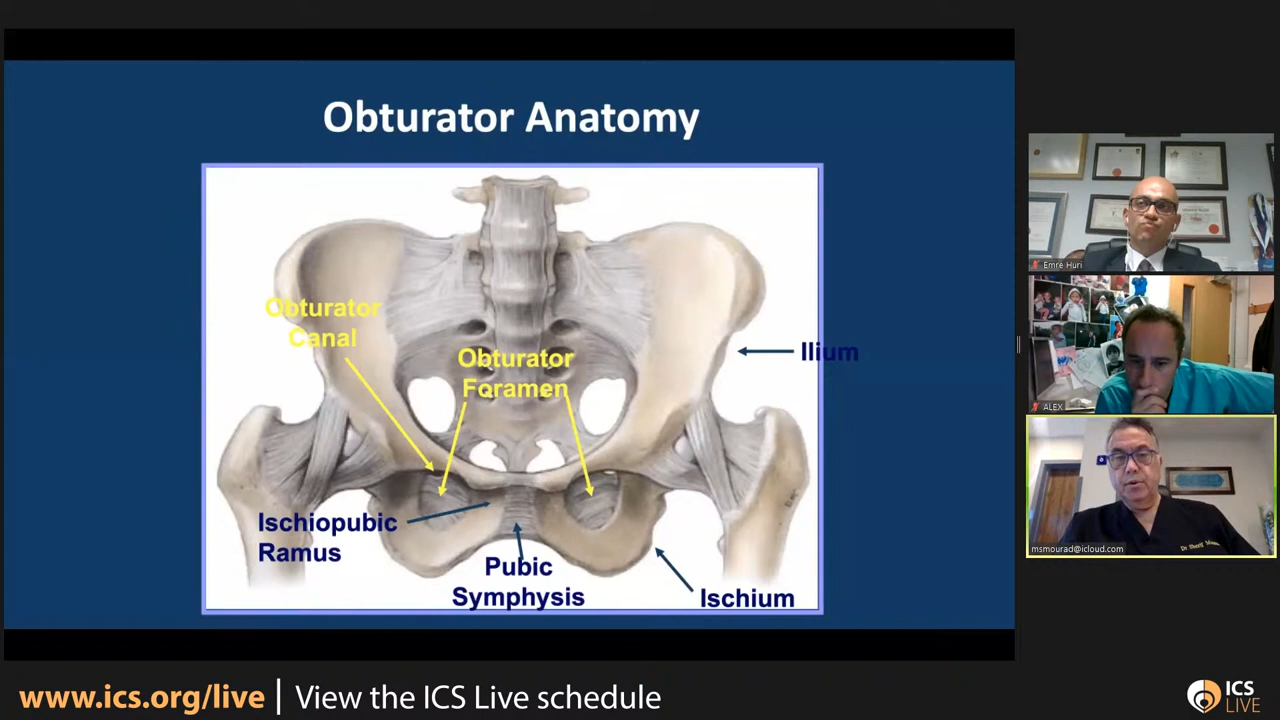 Obturator Anatomy
Obturator
Canal
Obturator
Foramen
Ilium
Ischiopubic
Ramus
Pubic
Symphysis
Ischium
Emre Huri
ALEX
msmourad@icloud.com
www.ics.org/live | View the ICS Live schedule
ICS
LIVE